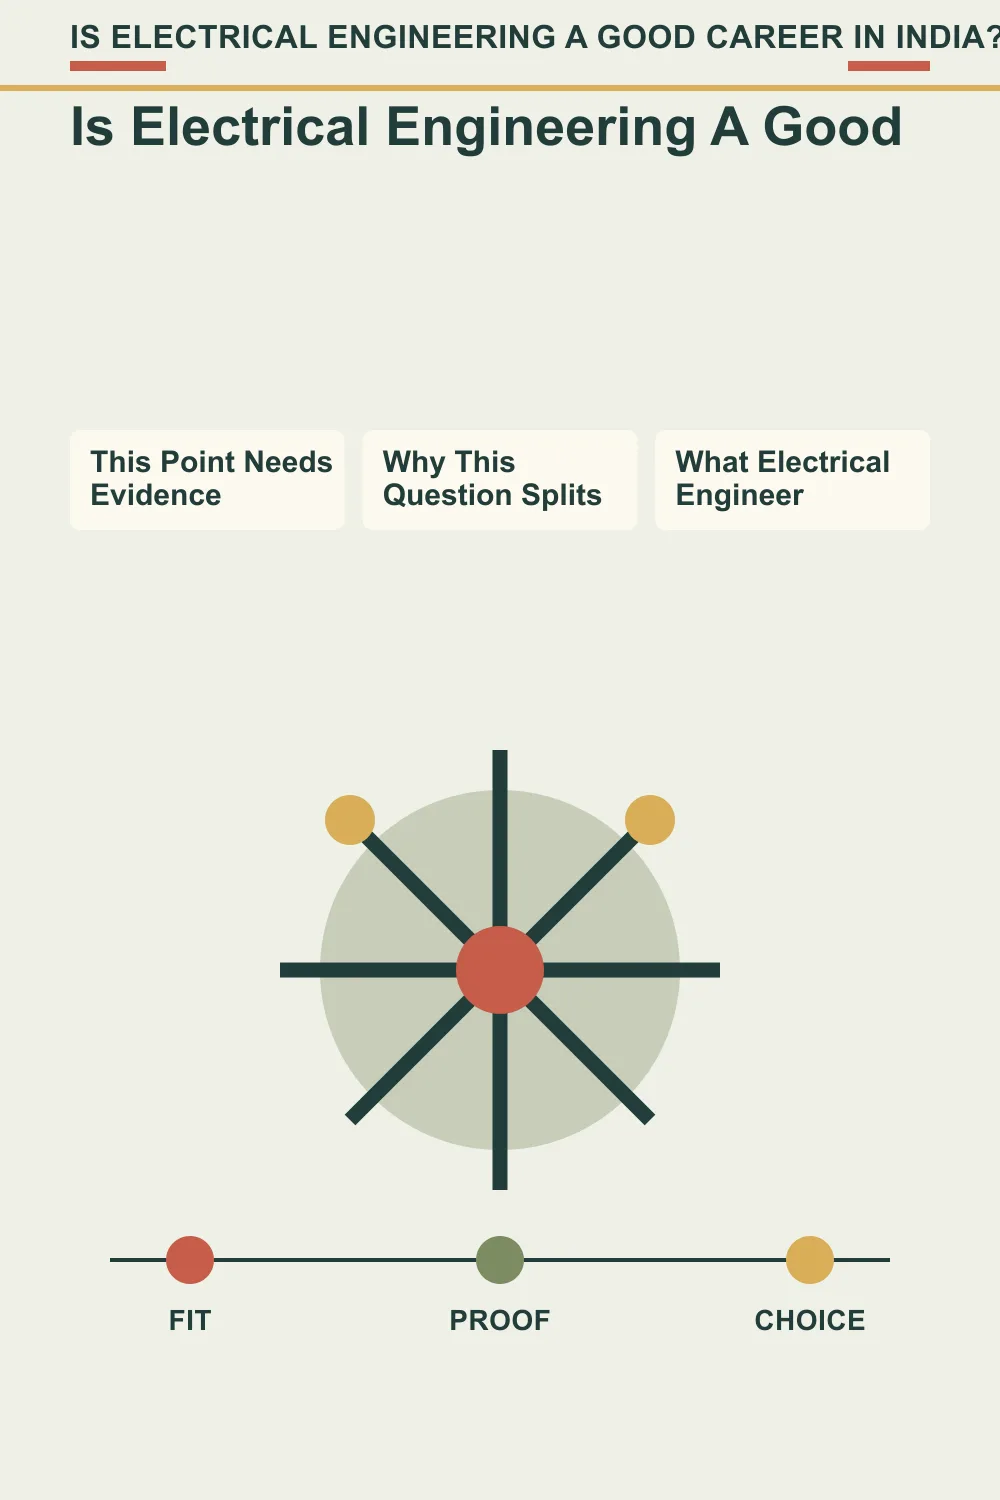 IS ELECTRICAL ENGINEERING A GOOD CAREER IN INDIA?
Is Electrical Engineering A Good
This Point Needs
Evidence
Why This
Question Splits
What Electrical
Engineer
FIT
PROOF
CHOICE